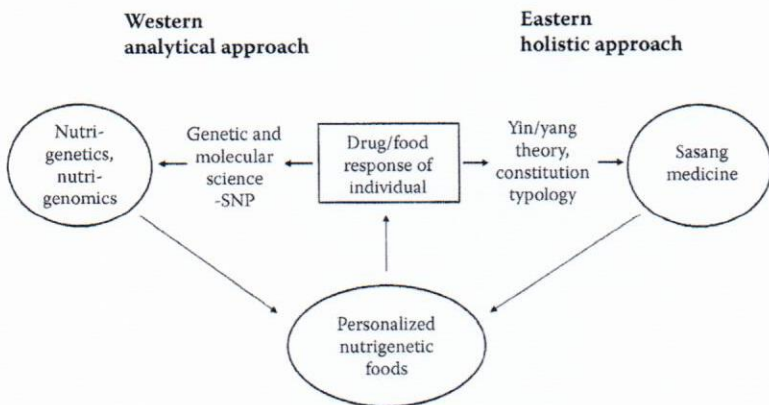 Western
analytical approach
Eastern
holistic approach
Nutri-
genetics,
nutri-
genomics
Genetic and
molecular
science
-SNP
Drug/food
response of
individual
Yin/yang
theory,
constitution
typology
Sasang
medicine
Personalized
nutrigenetic
foods